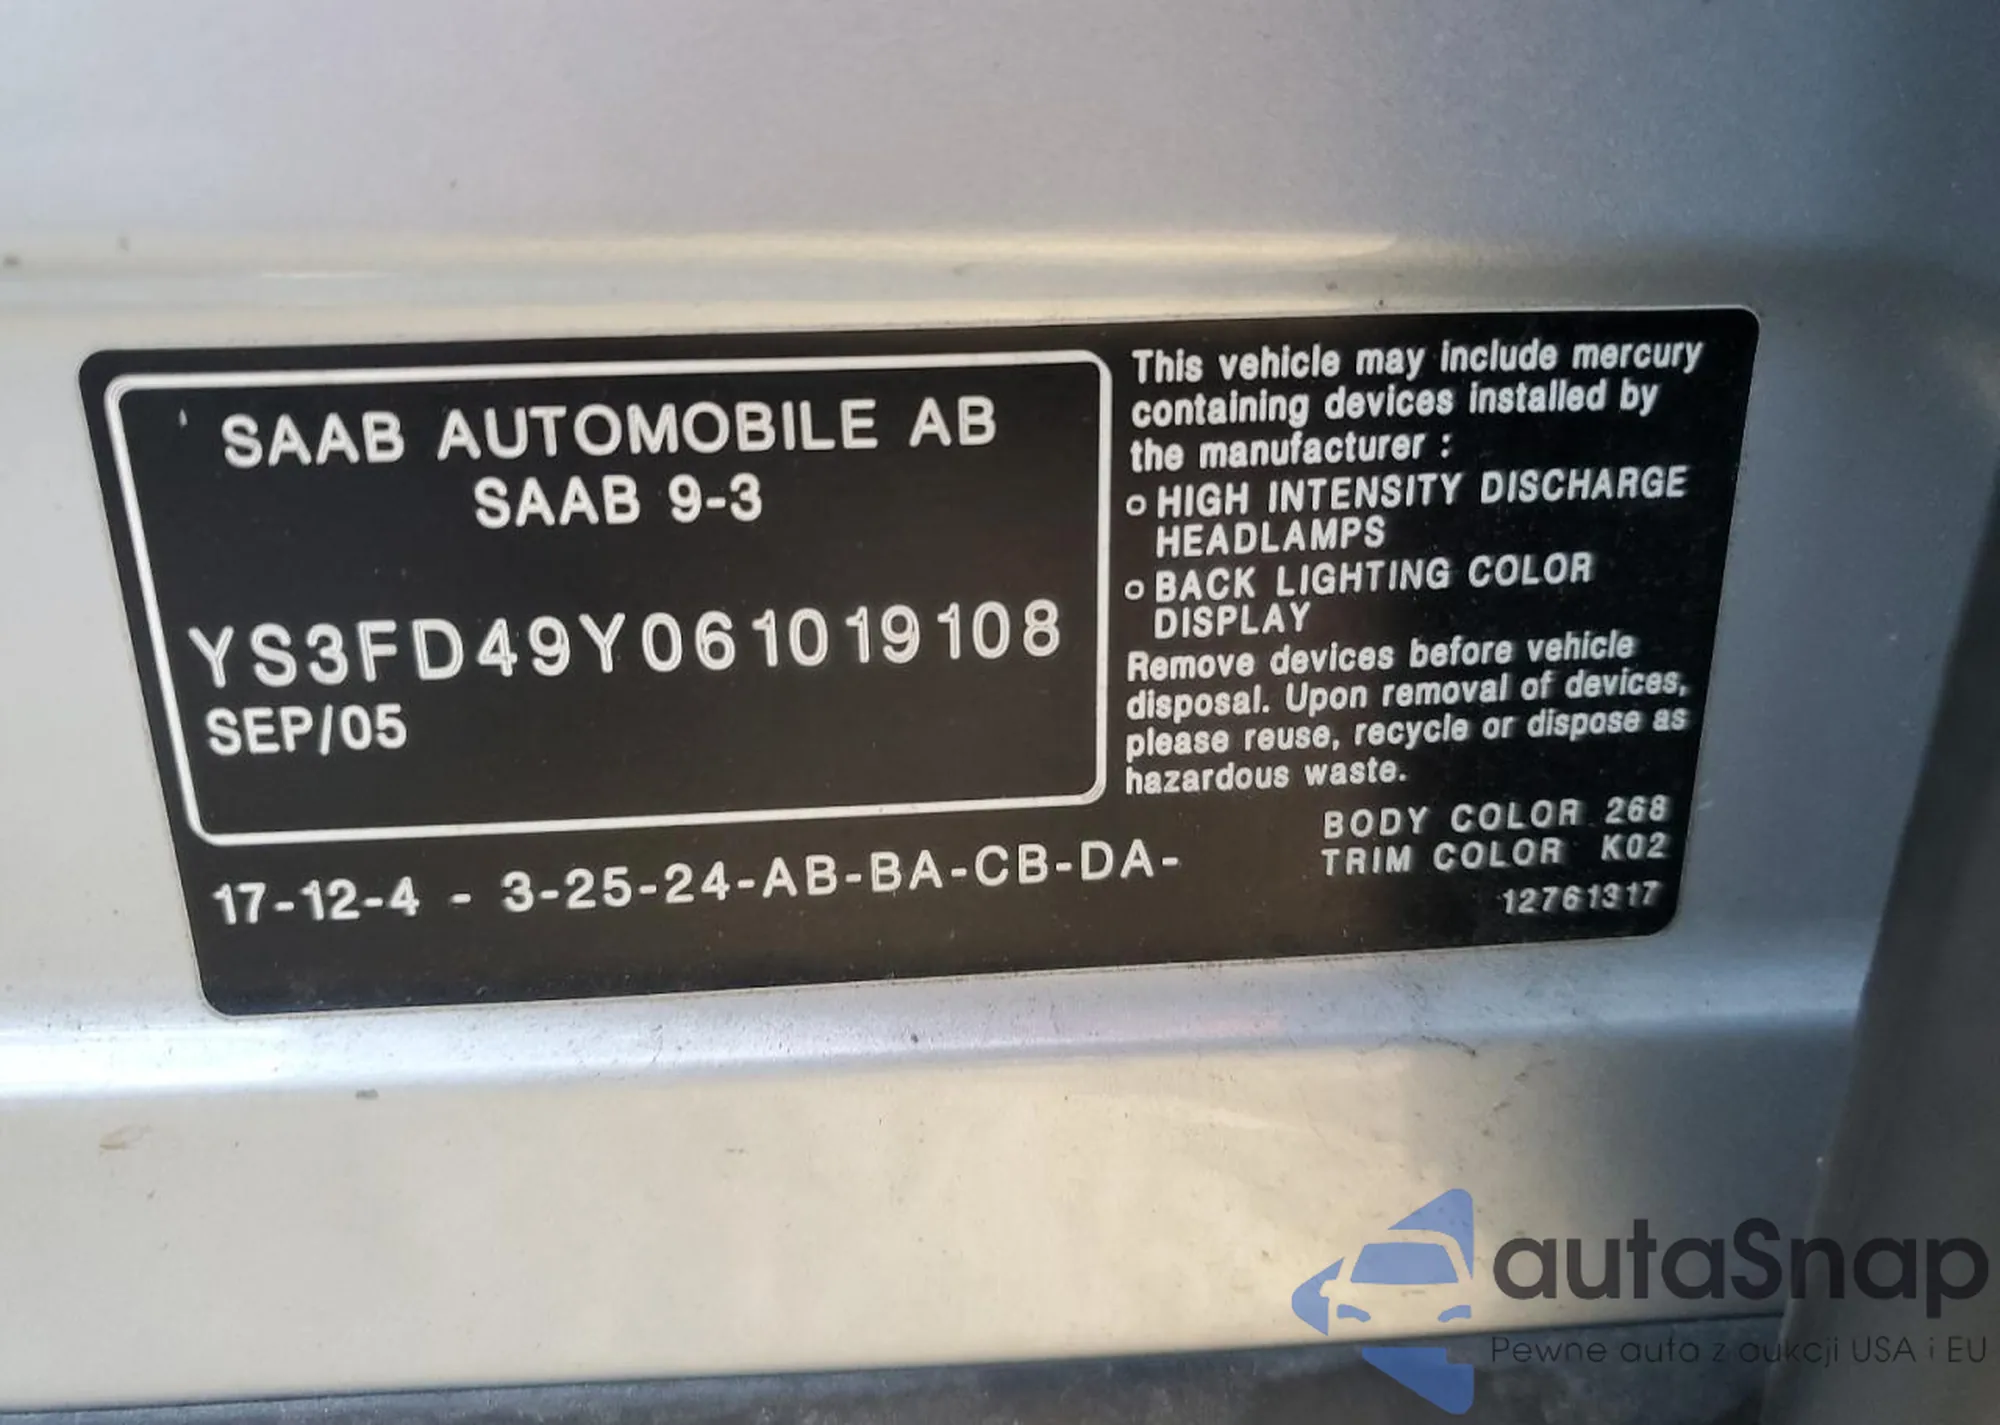 SAAB AUTOMOBILE AB
SAAB 9-3
YS3FD49Y061019108
SEP/05
17-12-4 - 3-25-24-AB-BA-CB-DA-
This vehicle may include mercury
containing devices installed by
the manufacturer :
o HIGH INTENSITY DISCHARGE
HEADLAMPS
o BACK LIGHTING COLOR
DISPLAY
Remove devices before vehicle
disposal. Upon removal of devices,
please reuse, recycle or dispose as
hazardous waste.
BODY COLOR 268
TRIM COLOR K02
12761317
autaSnap
Pewne auta z aukcji USA i EU